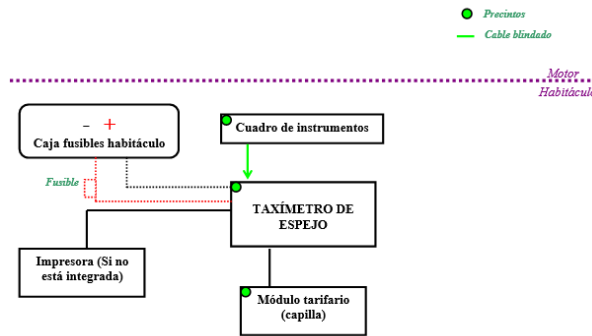 Precintos
Cable blindado
Motor
Habitáculo
- +
Caja fusibles habitáculo
Cuadro de instrumentos
Fusible
TAXÍMETRO DE
ESPEJO
Impresora (Si no
está integrada)
Módulo tarifario
(capilla)